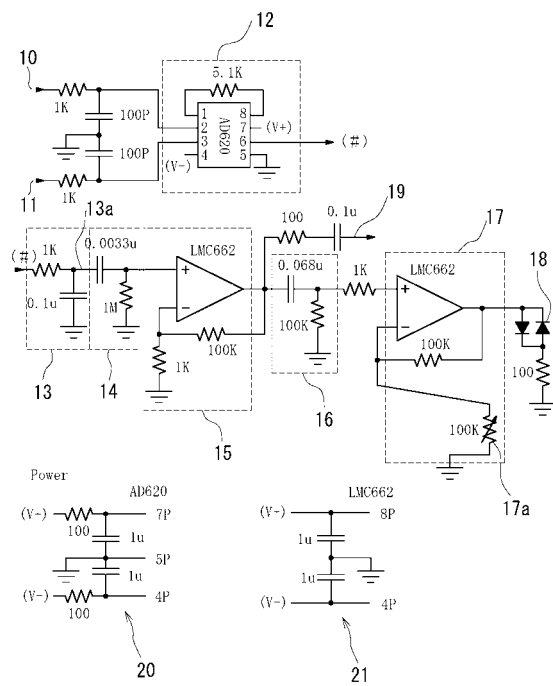 12
10
5.1K
1K
100P
1 8
2 7
3 6
4 5
AD620
(V+)
(#)
100P
(V-)
11
1K
19
0.1u
17
13a
100
(#)
1K
0.0033u
LMC662
0.068u
1K
LMC662
18
0.1u
1M
100K
100K
100K
100
1K
13
14
16
15
100K
17a
Power
AD620
LMC662
(V+)
7P
(V+)
8P
100
1u
1u
5P
1u
1u
(V-)
4P
(V-)
4P
100
20
21